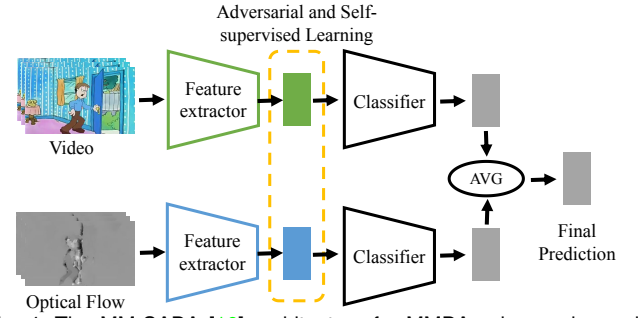 Adversarial and Self-
supervised Learning
Feature
extractor
Classifier
Video
AVG
Feature
extractor
Classifier
Final
Prediction
Optical Flow